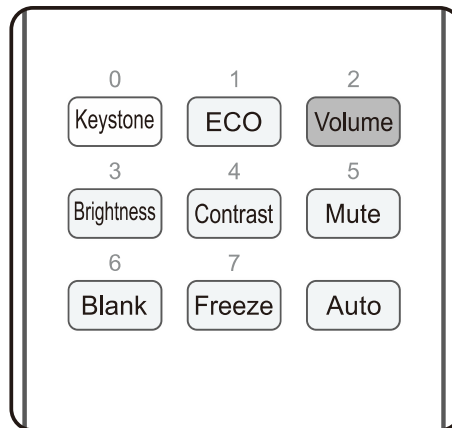 0 1 2
Keystone ECO Volume
3 4 5
Brightness Contrast Mute
6 7
Blank Freeze Auto